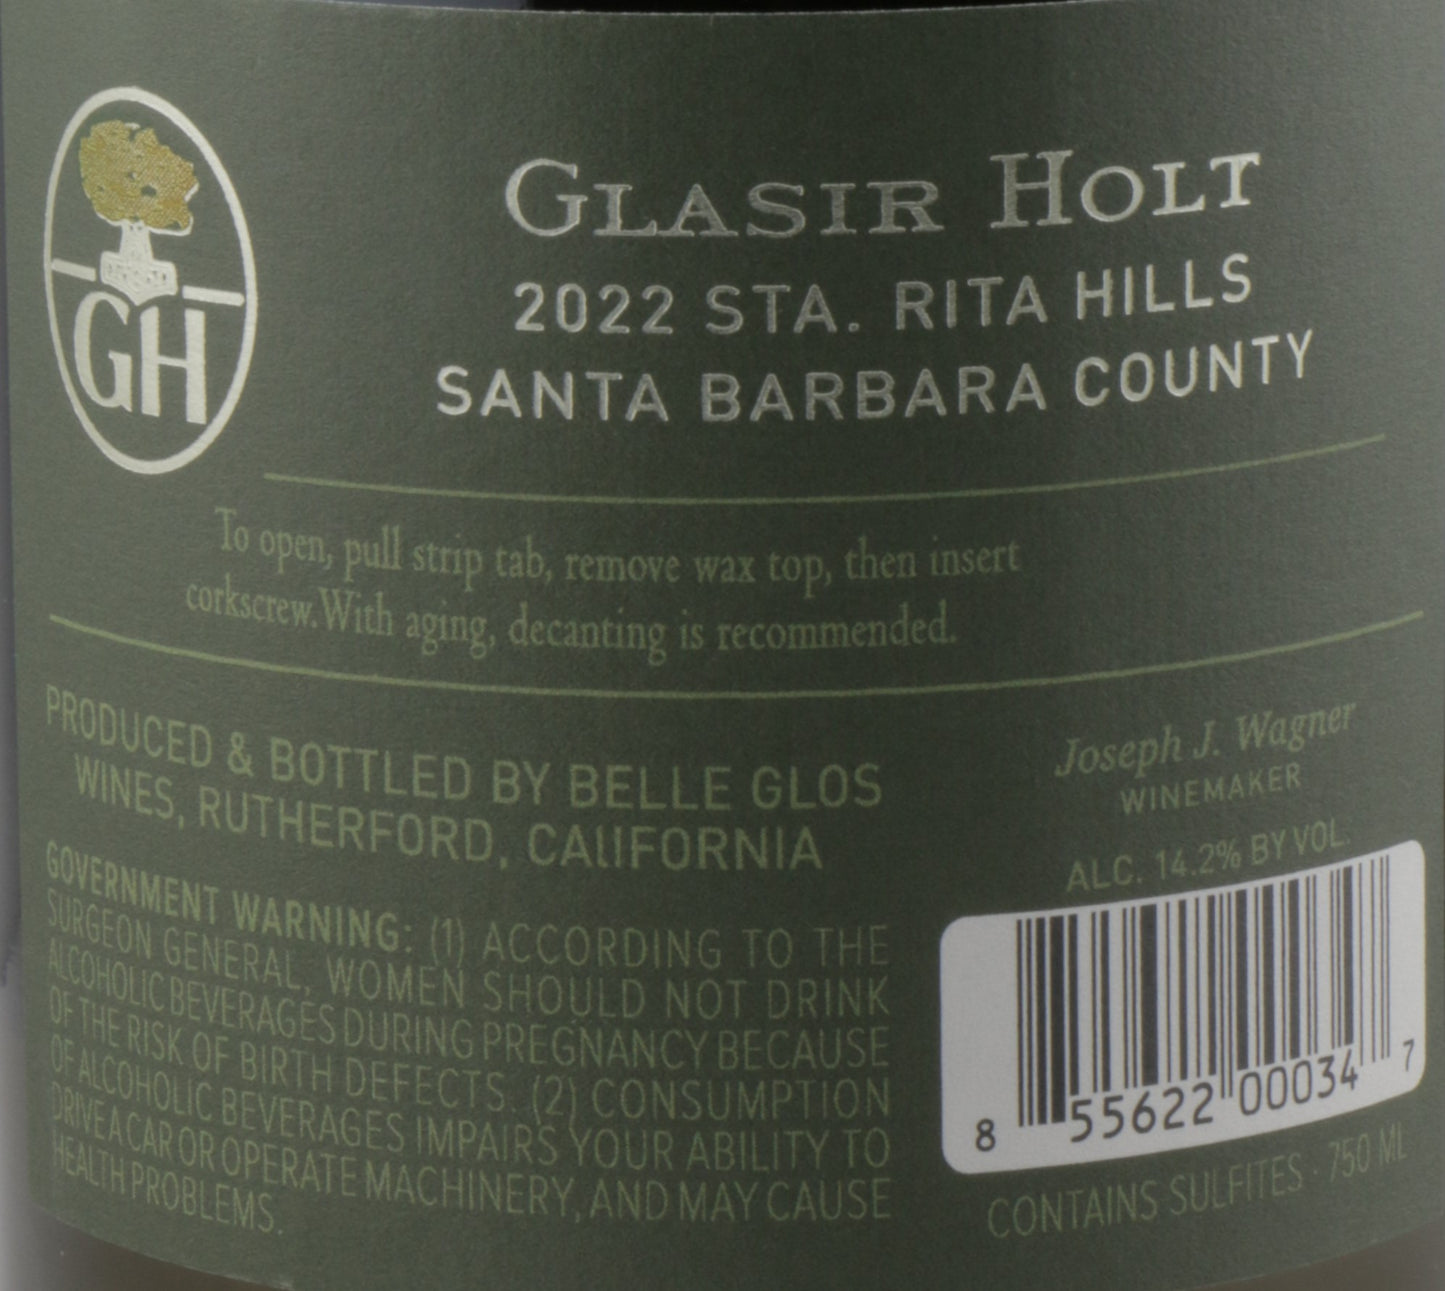 GH
GLASIR HOLT
2022 STA. RITA HILLS
SANTA BARBARA COUNTY
To open, pull strip tab, remove wax top, then insert
corkscrew. With aging, decanting is recommended.
PRODUCED & BOTTLED BY BELLE GLOS
WINES, RUTHERFORD, CAlIFORNIA
GOVERNMENT WARNING: (1) ACCORDING TO THE
SURGEON GENERAL, WOMEN SHOULD NOT DRINK
ALCOHOLIC BEVERAGES DURING PREGNANCY BECAUSE
OF THE RISK OF BIRTH DEFECTS. (2) CONSUMPTION
OF ALCOHOLIC BEVERAGES IMPAIRS YOUR ABILITY TO
DRIVE A CAR OR OPERATE MACHINERY, AND MAY CAUSE
HEALTH PROBLEMS.
Joseph J. Wagner
WINEMAKER
ALC. 14.2% BY VOL.
8 55622 00034 7
CONTAINS SULFITES · 750 ML